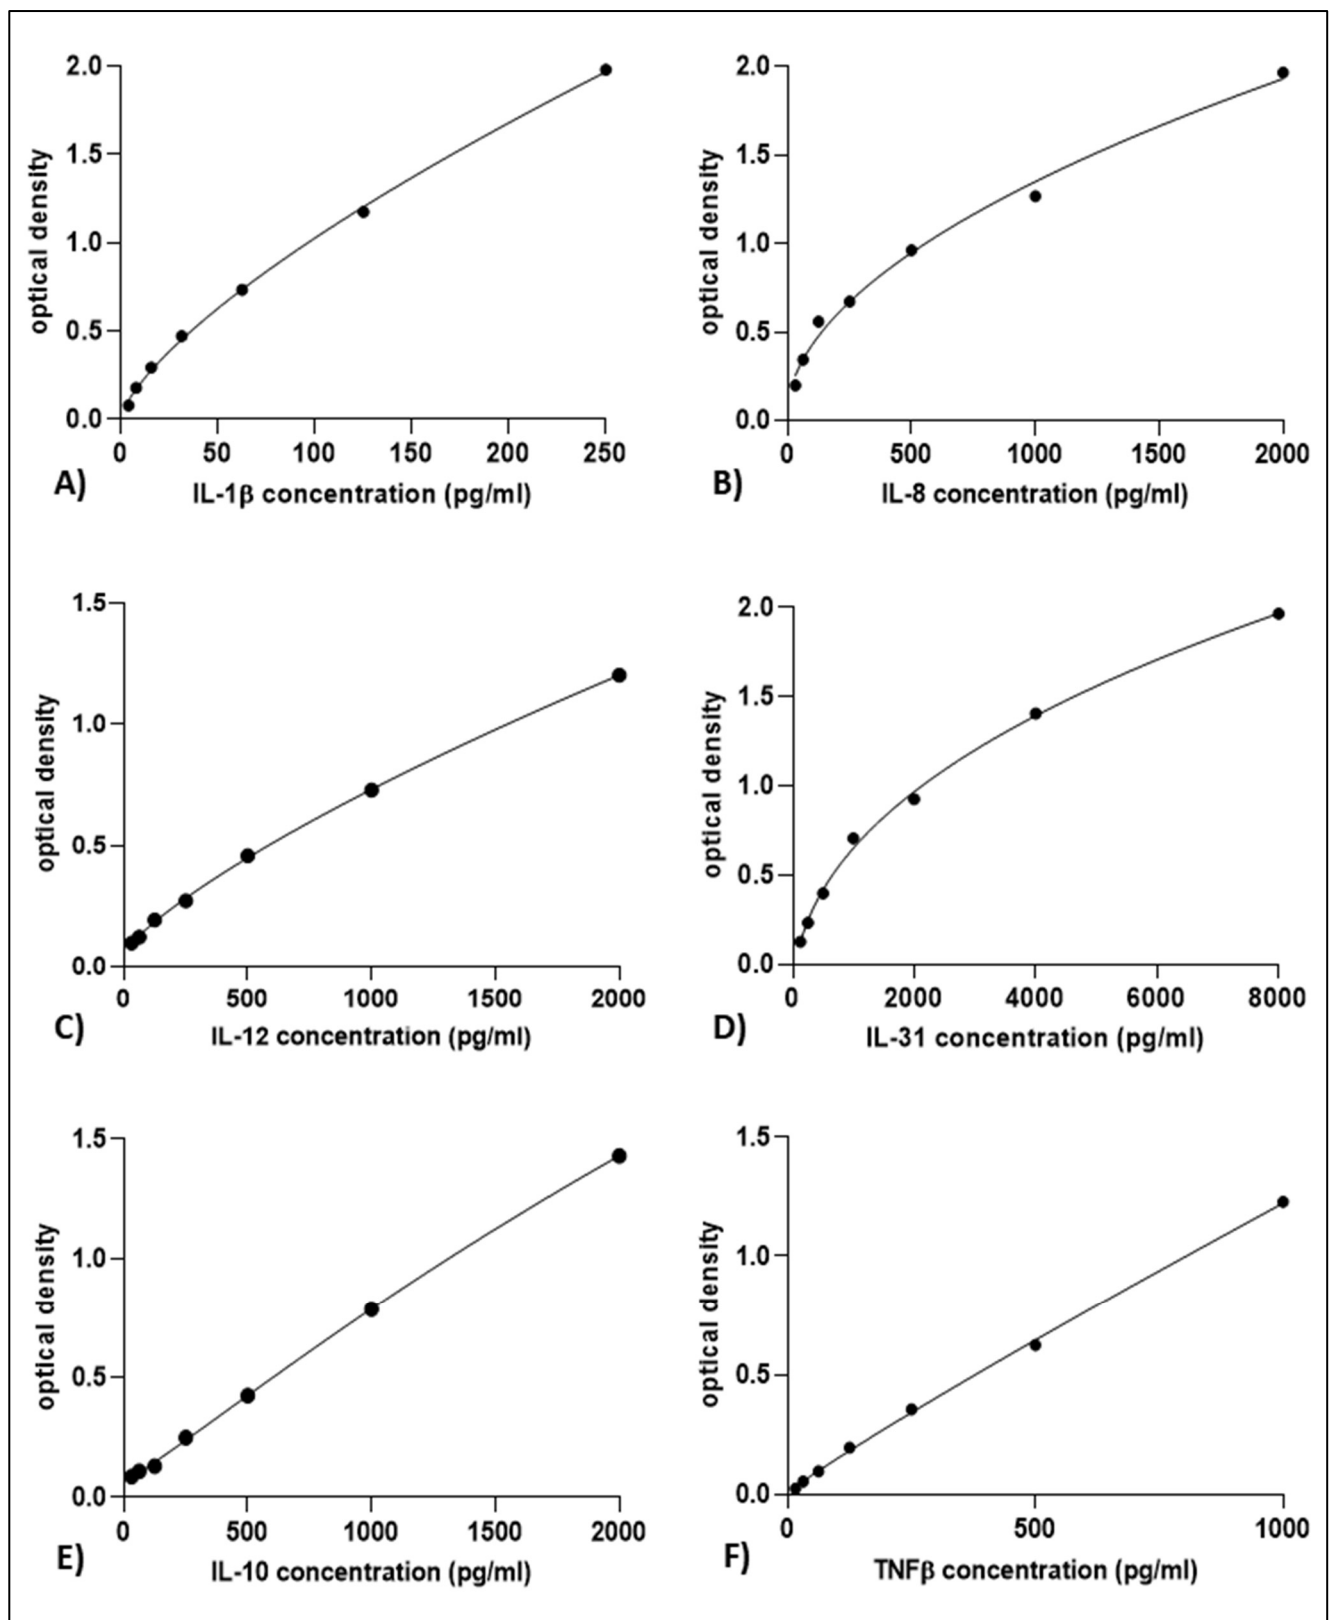 2.0
1.5
1.0
0.5
0.0
optical density
0 50 100 150 200 250
A) IL-1β concentration (pg/ml)
2.0
1.5
1.0
0.5
0.0
optical density
0 500 1000 1500 2000
B) IL-8 concentration (pg/ml)
1.5
1.0
0.5
0.0
optical density
0 500 1000 1500 2000
C) IL-12 concentration (pg/ml)
2.0
1.5
1.0
0.5
0.0
optical density
0 2000 4000 6000 8000
D) IL-31 concentration (pg/ml)
1.5
1.0
0.5
0.0
optical density
0 500 1000 1500 2000
E) IL-10 concentration (pg/ml)
1.5
1.0
0.5
0.0
optical density
0 500 1000
F) TNFβ concentration (pg/ml)